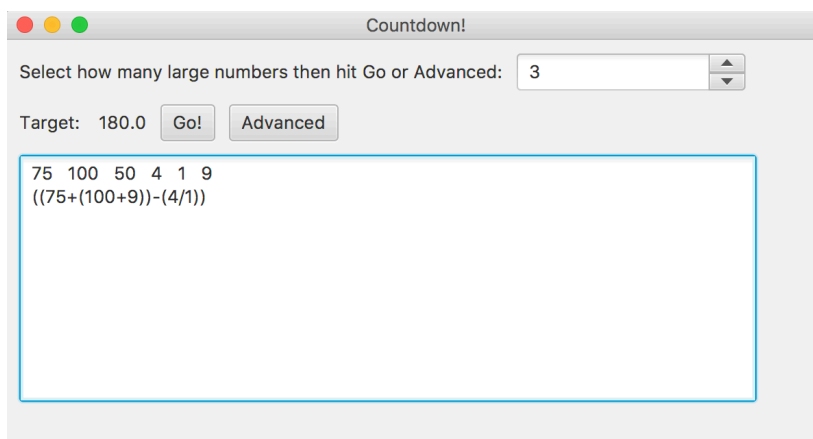 Countdown!
Select how many large numbers then hit Go or Advanced: 3
Target: 180.0 Go! Advanced
75 100 50 4 1 9
((75+(100+9))-(4/1))